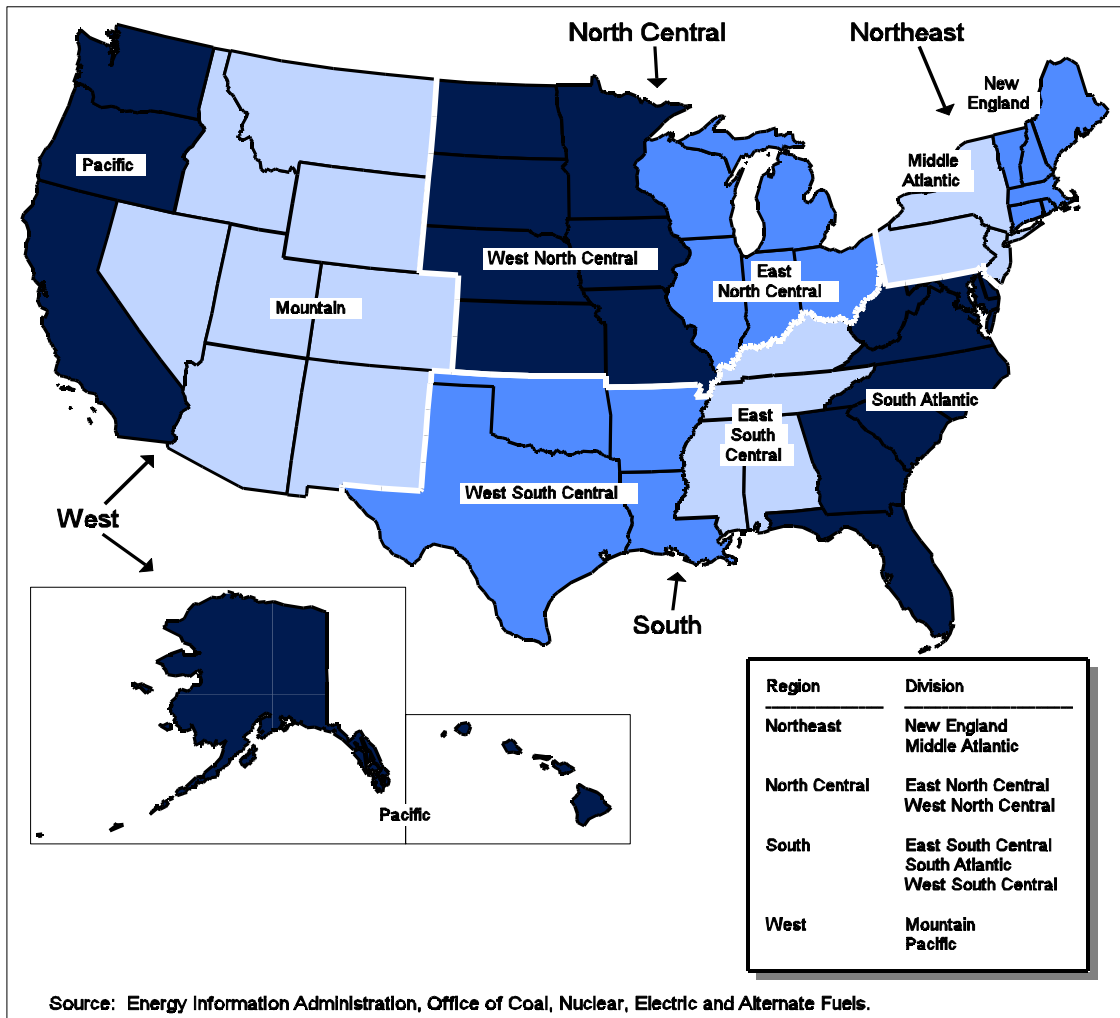 North Central
Northeast
New
England
Pacific
Middle
Atlantic
West North Central
East
North Central
Mountain
South Atlantic
East
South
Central
West South Central
West
South
Pacific
Region Division
Northeast New England
Middle Atlantic
North Central East North Central
West North Central
South East South Central
South Atlantic
West South Central
West Mountain
Pacific
Source: Energy Information Administration, Office of Coal, Nuclear, Electric and Alternate Fuels.